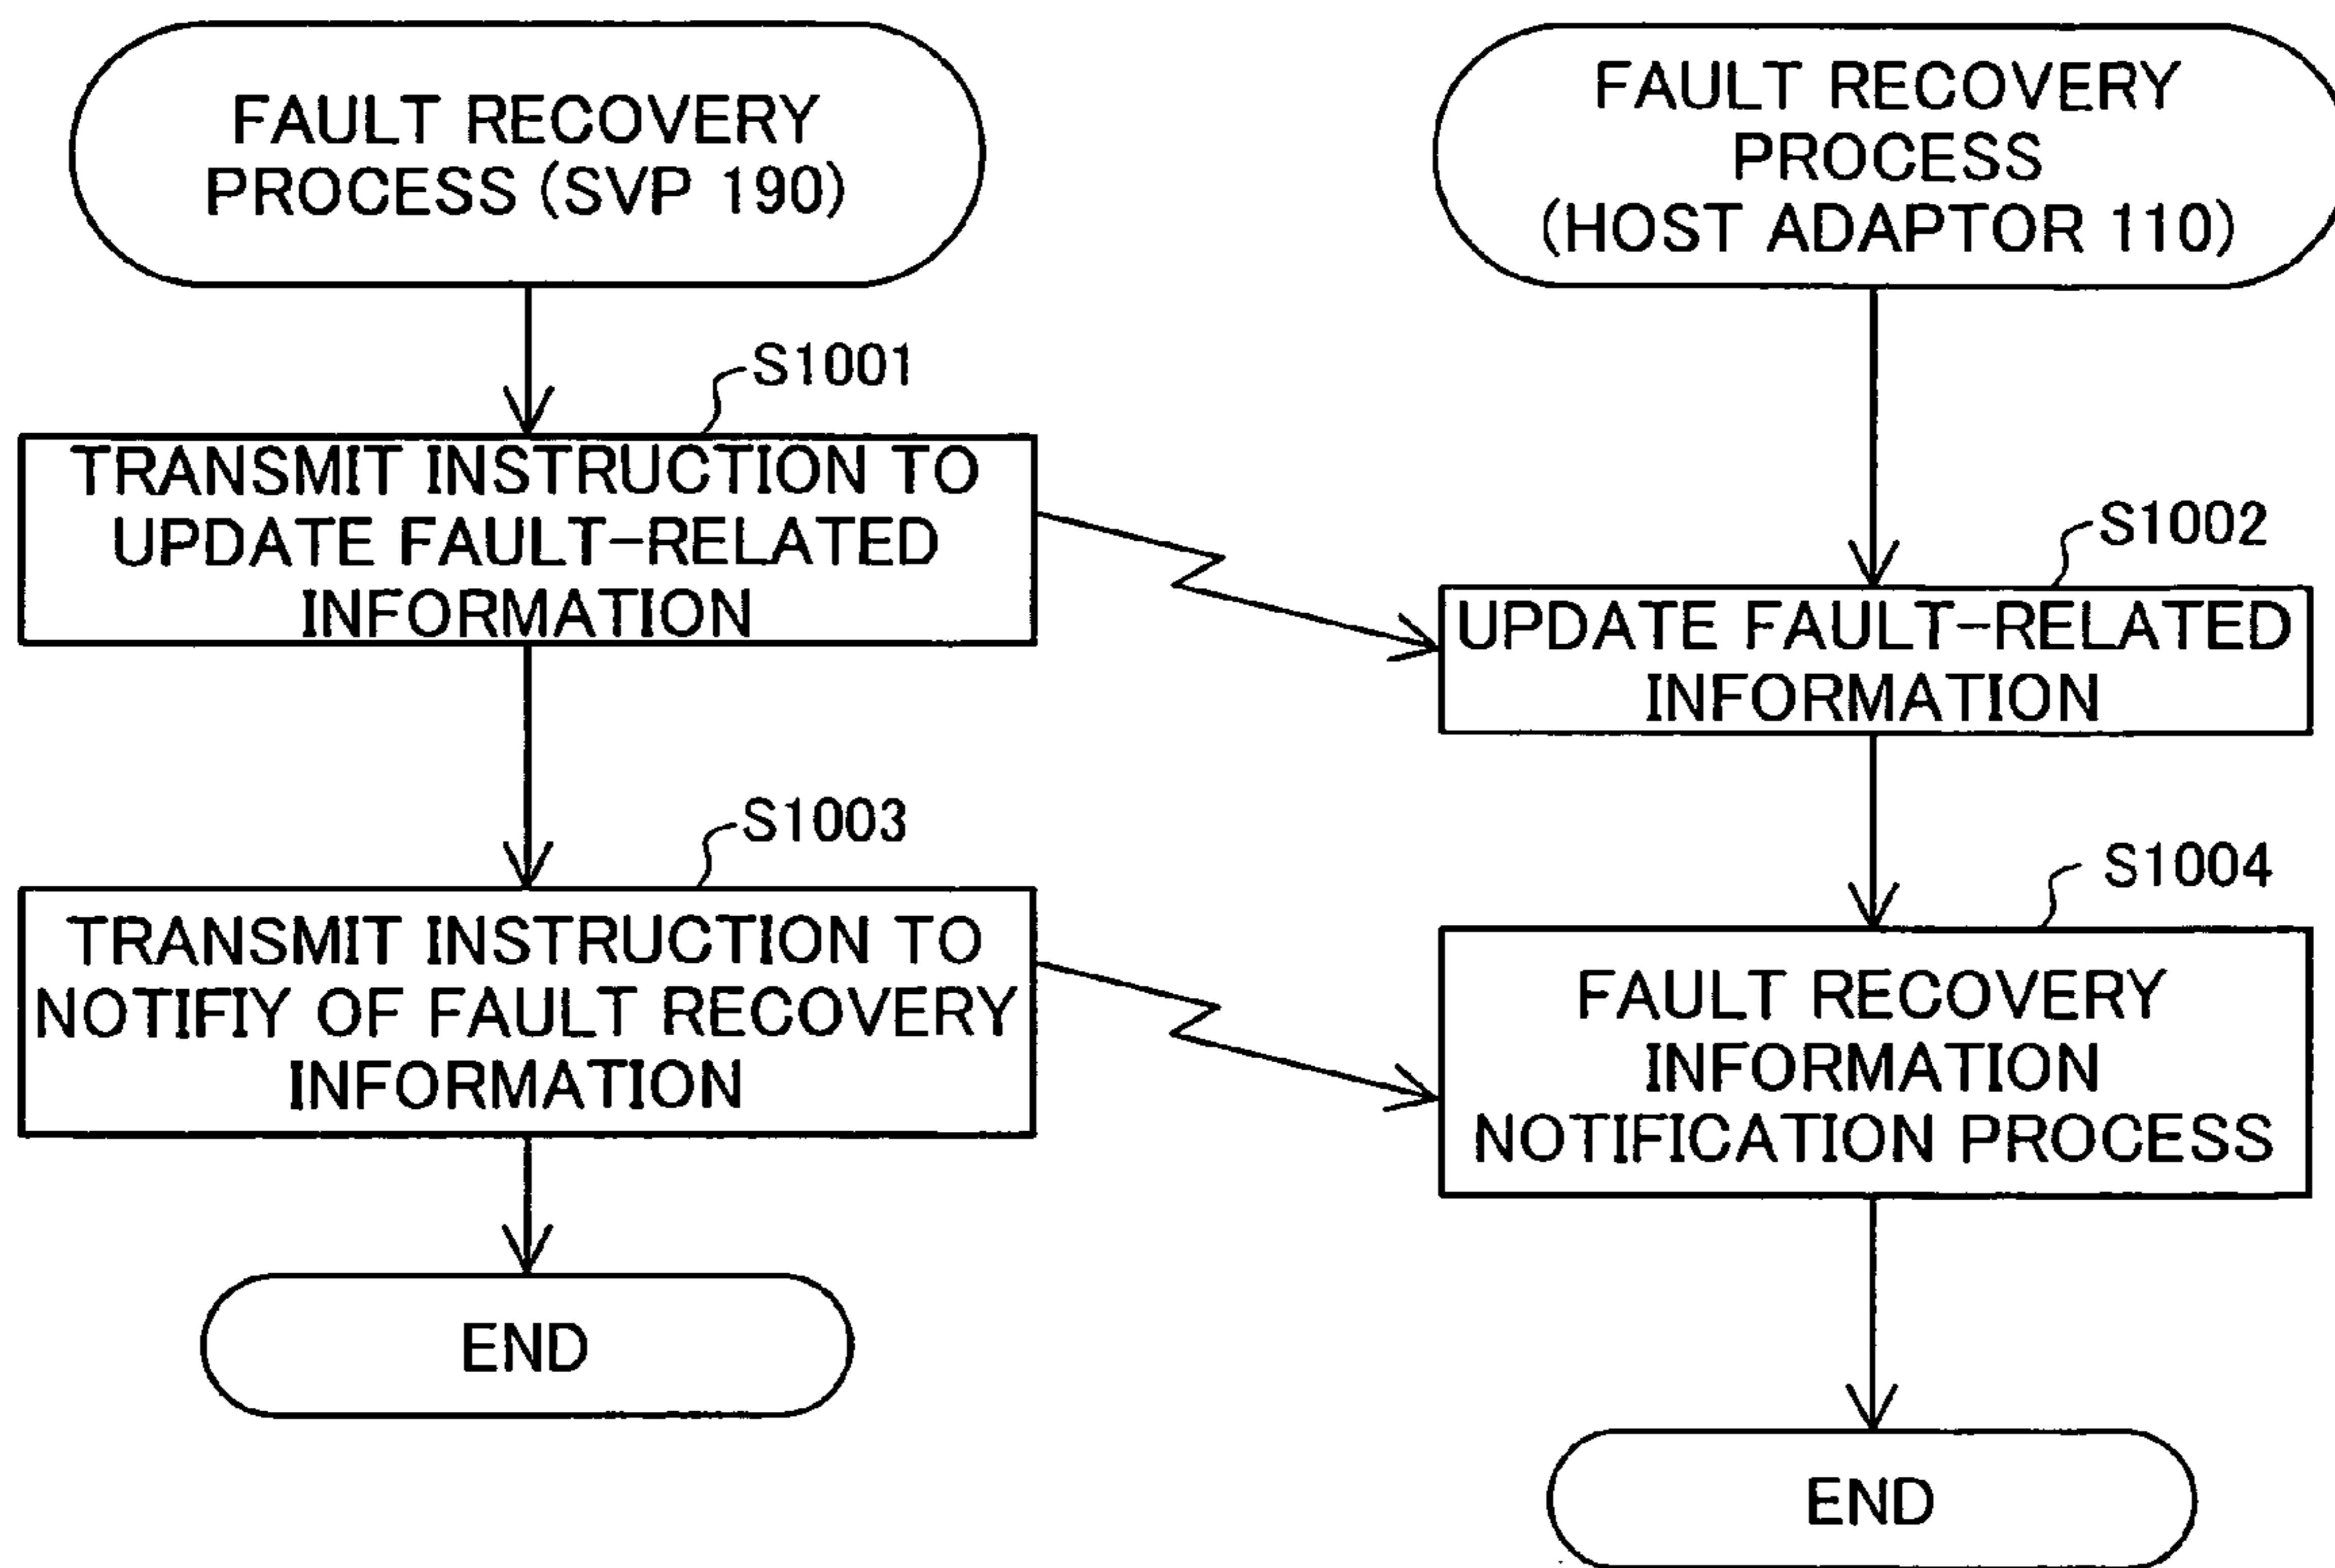 FAULT RECOVERY
PROCESS (SVP 190)
FAULT RECOVERY
PROCESS
(HOST ADAPTOR 110)
S1001
TRANSMIT INSTRUCTION TO
UPDATE FAULT-RELATED
INFORMATION
S1002
UPDATE FAULT-RELATED
INFORMATION
S1003
TRANSMIT INSTRUCTION TO
NOTIFIY OF FAULT RECOVERY
INFORMATION
S1004
FAULT RECOVERY
INFORMATION
NOTIFICATION PROCESS
END
END